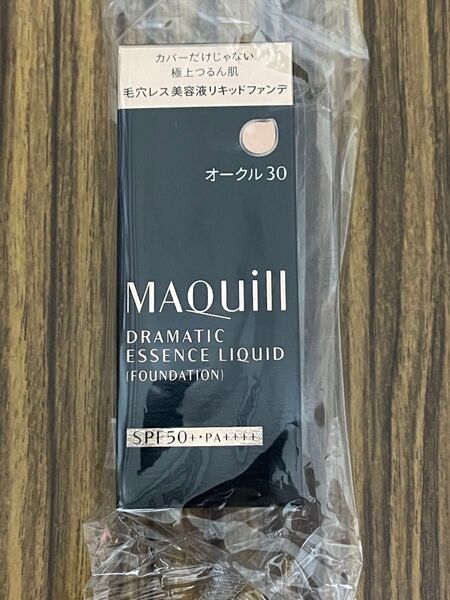 カバーだけじゃない
極上つるん肌
毛穴レス美容液リキッドファンデ
オークル30
MAQuill
DRAMATIC
ESSENCE LIQUID
(FOUNDATION)
SPF50+・PA++++